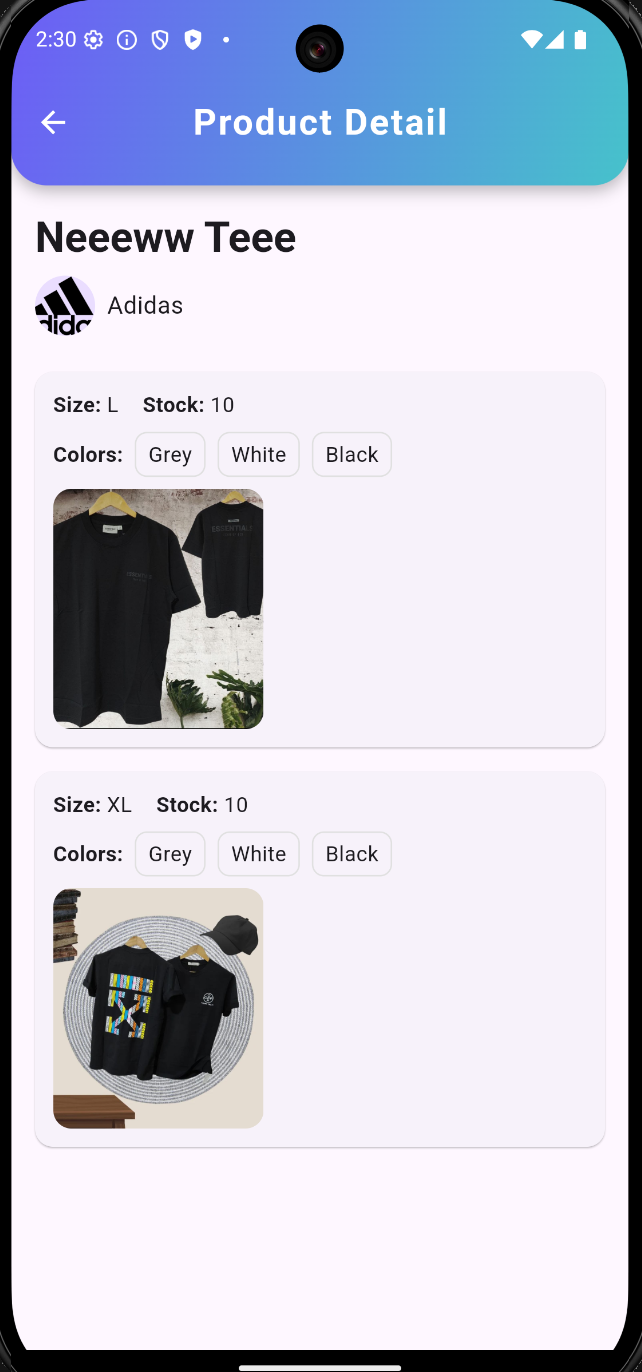 2:30
Product Detail
Neeeww Teee
Adidas
Size: L Stock: 10
Colors: Grey White Black
ESSENTIALS
Size: XL Stock: 10
Colors: Grey White Black